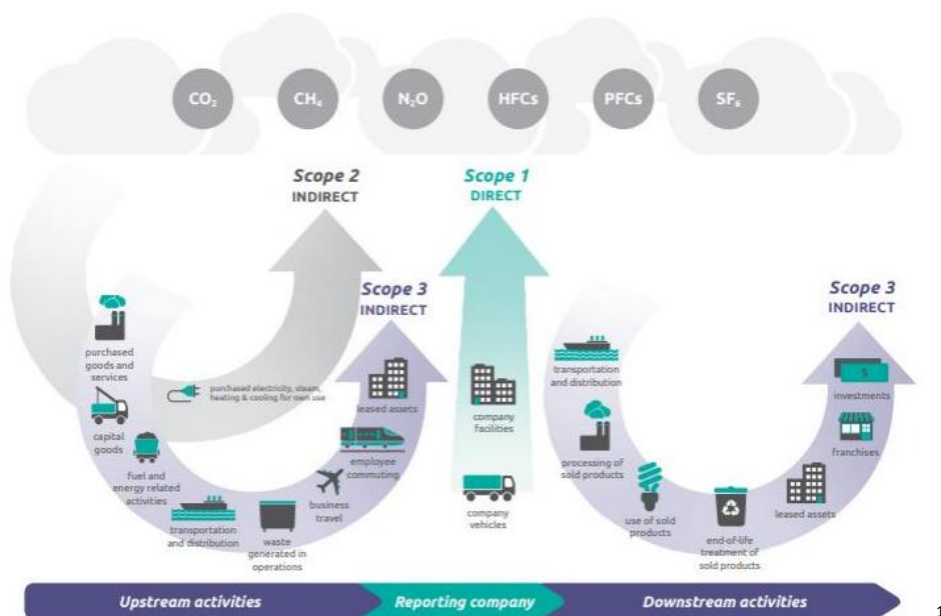 CO₂
CH₄
N₂O
HFCs
PFCs
SF₆
Scope 2
INDIRECT
Scope 1
DIRECT
Scope 3
INDIRECT
Scope 3
INDIRECT
purchased
goods and
services
capital
goods
fuel and
energy related
activities
purchased electricity, steam,
heating & cooling for own use
transportation
and distribution
waste
generated in
operations
business
travel
employee
commuting
leased assets
company
facilities
company
vehicles
transportation
and distribution
processing of
sold products
use of sold
products
end-of-life
treatment of
sold products
leased assets
franchises
investments
Upstream activities
Reporting company
Downstream activities
1